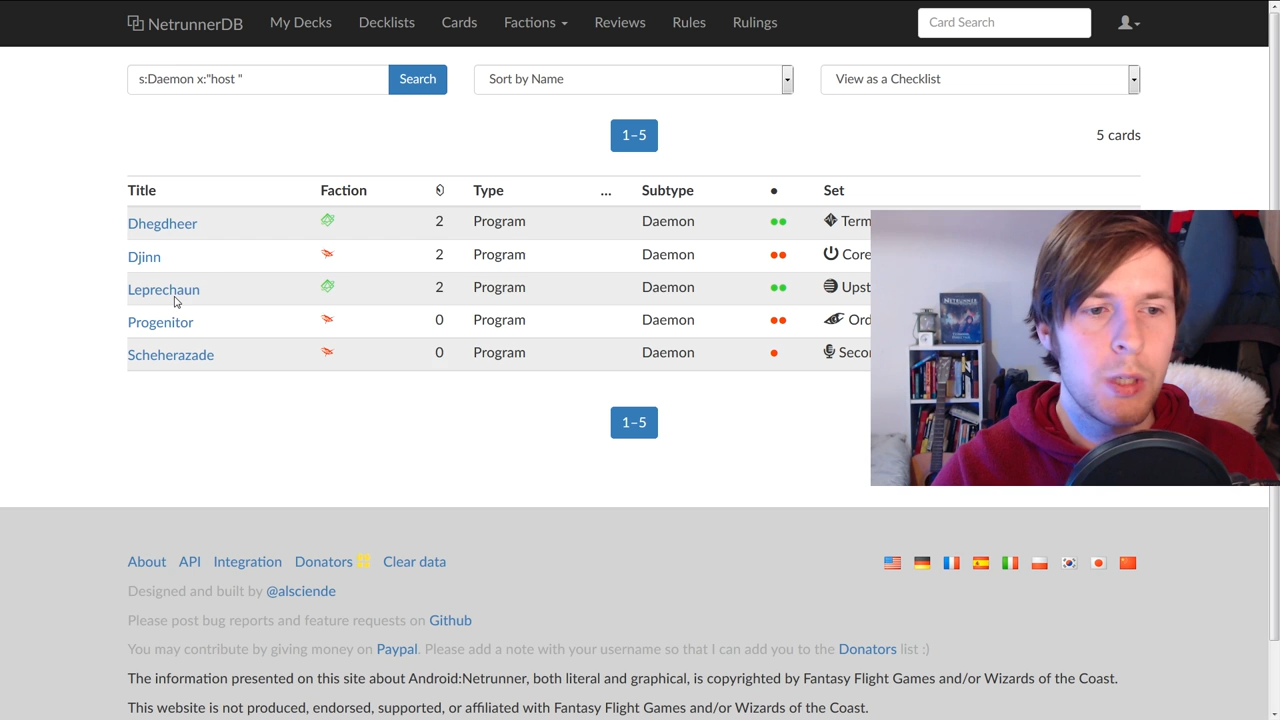 NetrunnerDB My Decks Decklists Cards Factions Reviews Rules Rulings Card Search
s:Daemon x:"host " Search Sort by Name View as a Checklist
1–5 5 cards
Title Faction Type ... Subtype Set
Dhegdheer 2 Program Daemon Term
Djinn 2 Program Daemon Core
Leprechaun 2 Program Daemon Upst
Progenitor 0 Program Daemon Ord
Scheherazade 0 Program Daemon Seco
NETRUNNER
1–5
About API Integration Donators Clear data
Designed and built by @alsciende
Please post bug reports and feature requests on Github
You may contribute by giving money on Paypal. Please add a note with your username so that I can add you to the Donators list :)
The information presented on this site about Android:Netrunner, both literal and graphical, is copyrighted by Fantasy Flight Games and/or Wizards of the Coast.
This website is not produced, endorsed, supported, or affiliated with Fantasy Flight Games and/or Wizards of the Coast.